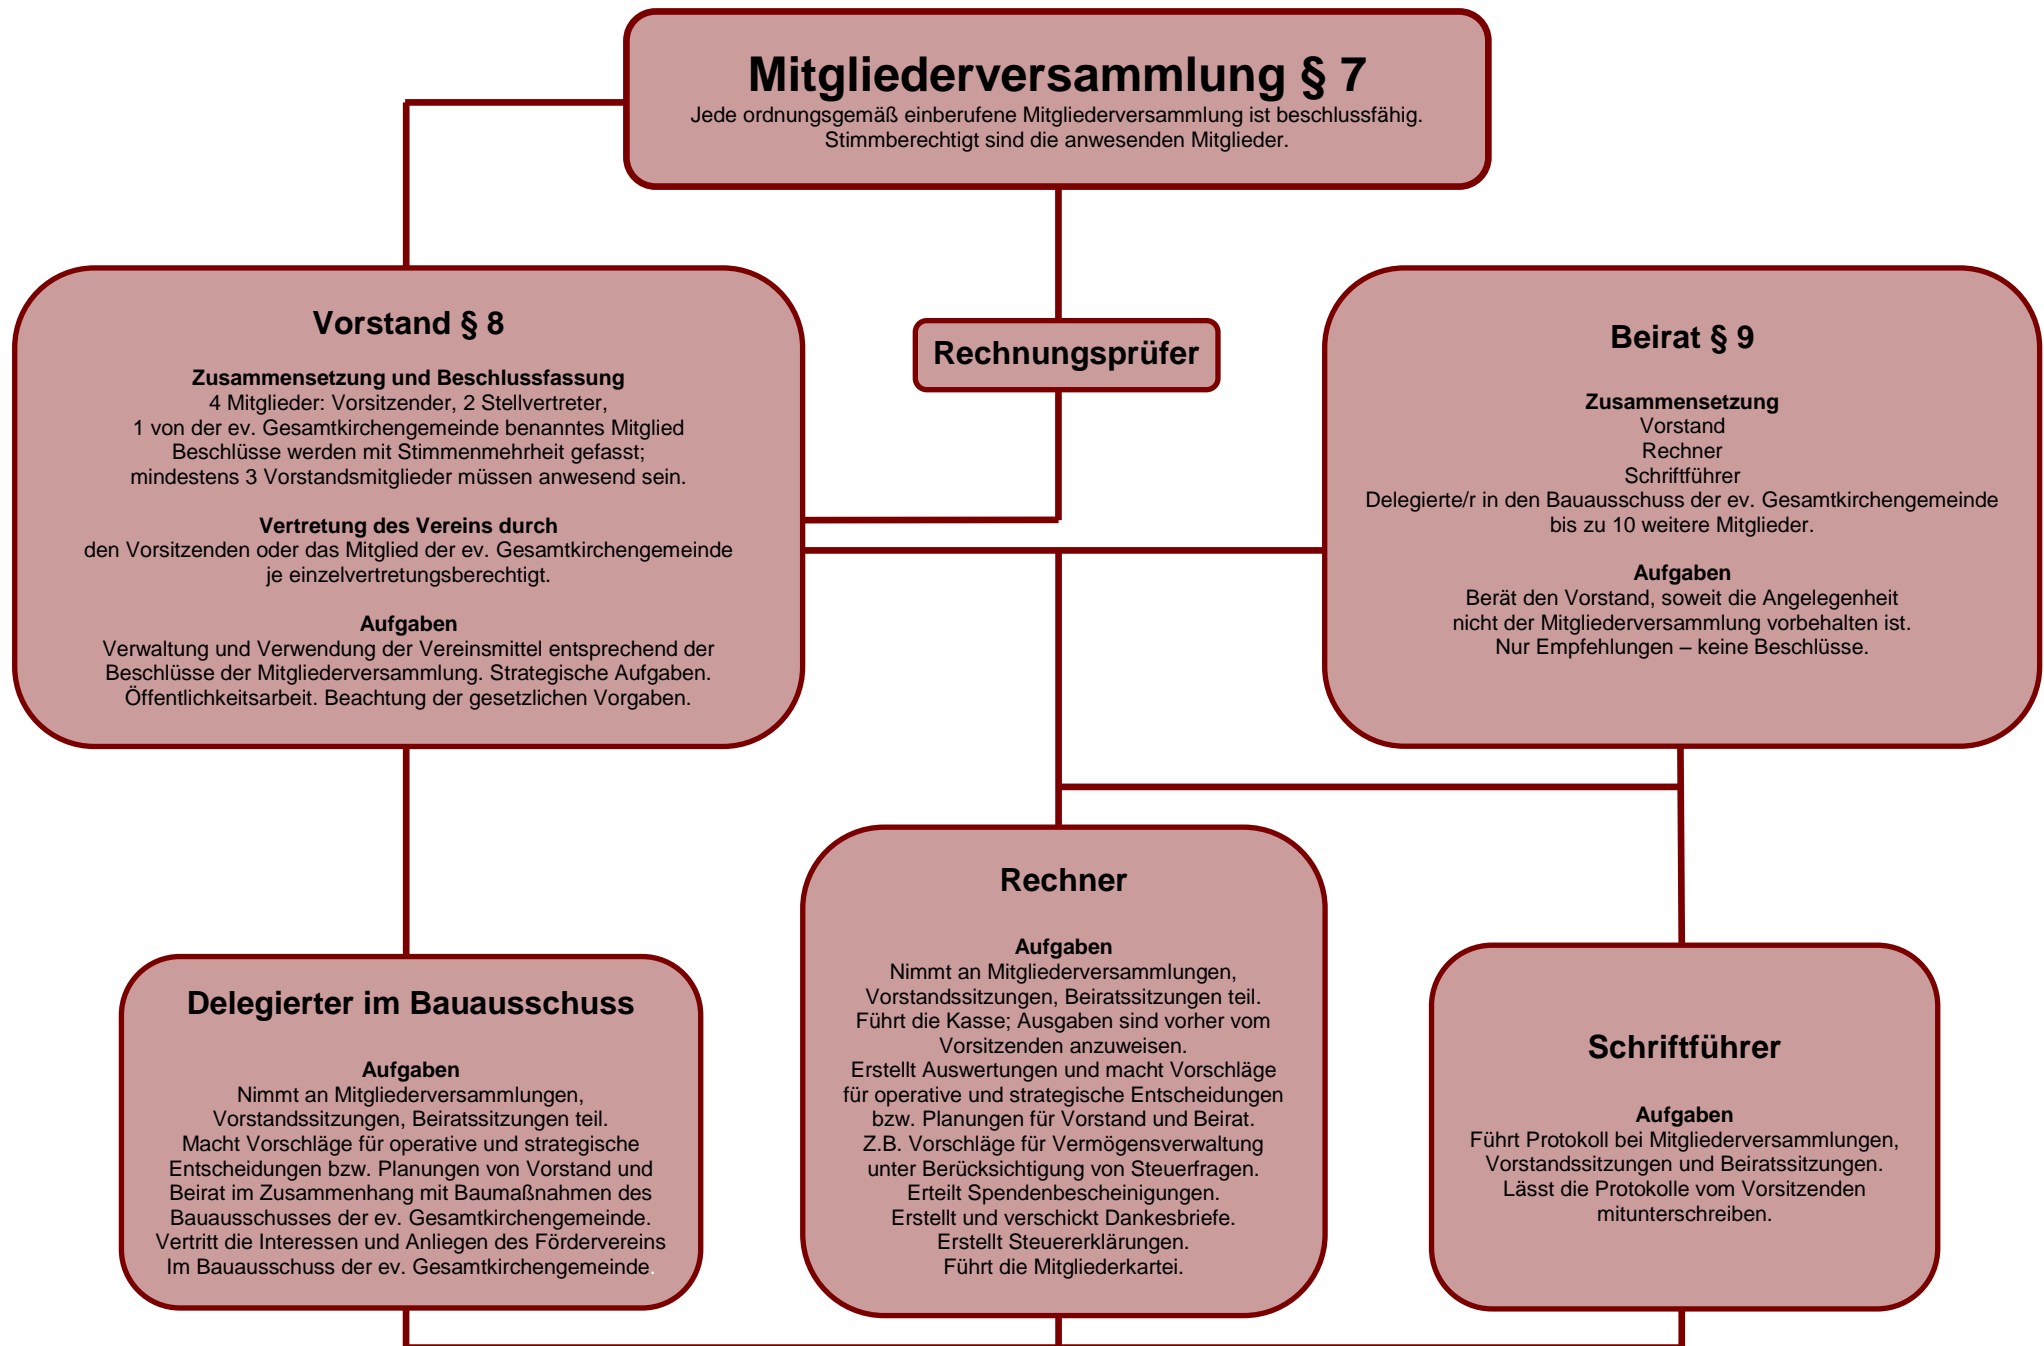 Mitgliederversammlung § 7
Jede ordnungsgemäß einberufene Mitgliederversammlung ist beschlussfähig.
Stimmberechtigt sind die anwesenden Mitglieder.
Vorstand § 8
Zusammensetzung und Beschlussfassung
4 Mitglieder: Vorsitzender, 2 Stellvertreter,
1 von der ev. Gesamtkirchengemeinde benanntes Mitglied
Beschlüsse werden mit Stimmenmehrheit gefasst;
mindestens 3 Vorstandsmitglieder müssen anwesend sein.
Vertretung des Vereins durch
den Vorsitzenden oder das Mitglied der ev. Gesamtkirchengemeinde
je einzelvertretungsberechtigt.
Aufgaben
Verwaltung und Verwendung der Vereinsmittel entsprechend der
Beschlüsse der Mitgliederversammlung. Strategische Aufgaben.
Öffentlichkeitsarbeit. Beachtung der gesetzlichen Vorgaben.
Rechnungsprüfer
Beirat § 9
Zusammensetzung
Vorstand
Rechner
Schriftführer
Delegierte/r in den Bauausschuss der ev. Gesamtkirchengemeinde
bis zu 10 weitere Mitglieder.
Aufgaben
Berät den Vorstand, soweit die Angelegenheit
nicht der Mitgliederversammlung vorbehalten ist.
Nur Empfehlungen – keine Beschlüsse.
Delegierter im Bauausschuss
Aufgaben
Nimmt an Mitgliederversammlungen,
Vorstandssitzungen, Beiratssitzungen teil.
Macht Vorschläge für operative und strategische
Entscheidungen bzw. Planungen von Vorstand und
Beirat im Zusammenhang mit Baumaßnahmen des
Bauausschusses der ev. Gesamtkirchengemeinde.
Vertritt die Interessen und Anliegen des Fördervereins
Im Bauausschuss der ev. Gesamtkirchengemeinde.
Rechner
Aufgaben
Nimmt an Mitgliederversammlungen,
Vorstandssitzungen, Beiratssitzungen teil.
Führt die Kasse; Ausgaben sind vorher vom
Vorsitzenden anzuweisen.
Erstellt Auswertungen und macht Vorschläge
für operative und strategische Entscheidungen
bzw. Planungen für Vorstand und Beirat.
Z.B. Vorschläge für Vermögensverwaltung
unter Berücksichtigung von Steuerfragen.
Erteilt Spendenbescheinigungen.
Erstellt und verschickt Dankesbriefe.
Erstellt Steuererklärungen.
Führt die Mitgliederkartei.
Schriftführer
Aufgaben
Führt Protokoll bei Mitgliederversammlungen,
Vorstandssitzungen und Beiratssitzungen.
Lässt die Protokolle vom Vorsitzenden
mitunterschreiben.